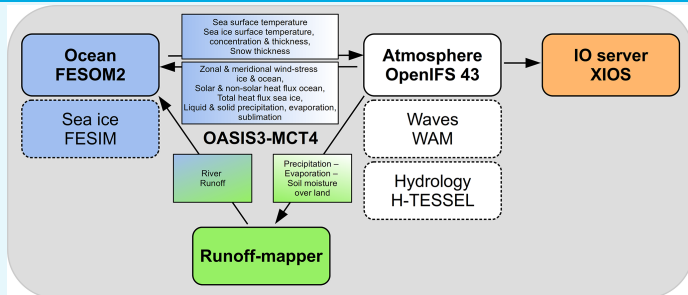 Sea surface temperature
Sea ice surface temperature,
concentration & thickness,
Snow thickness
Ocean
FESOM2
Atmosphere
OpenIFS 43
IO server
XIOS
Zonal & meridional wind-stress
ice & ocean,
Solar & non-solar heat flux ocean,
Total heat flux sea ice,
Liquid & solid precipitation, evaporation,
sublimation
Sea ice
FESIM
OASIS3-MCT4
Waves
WAM
River
Runoff
Precipitation –
Evaporation –
Soil moisture
over land
Hydrology
H-TESSEL
Runoff-mapper